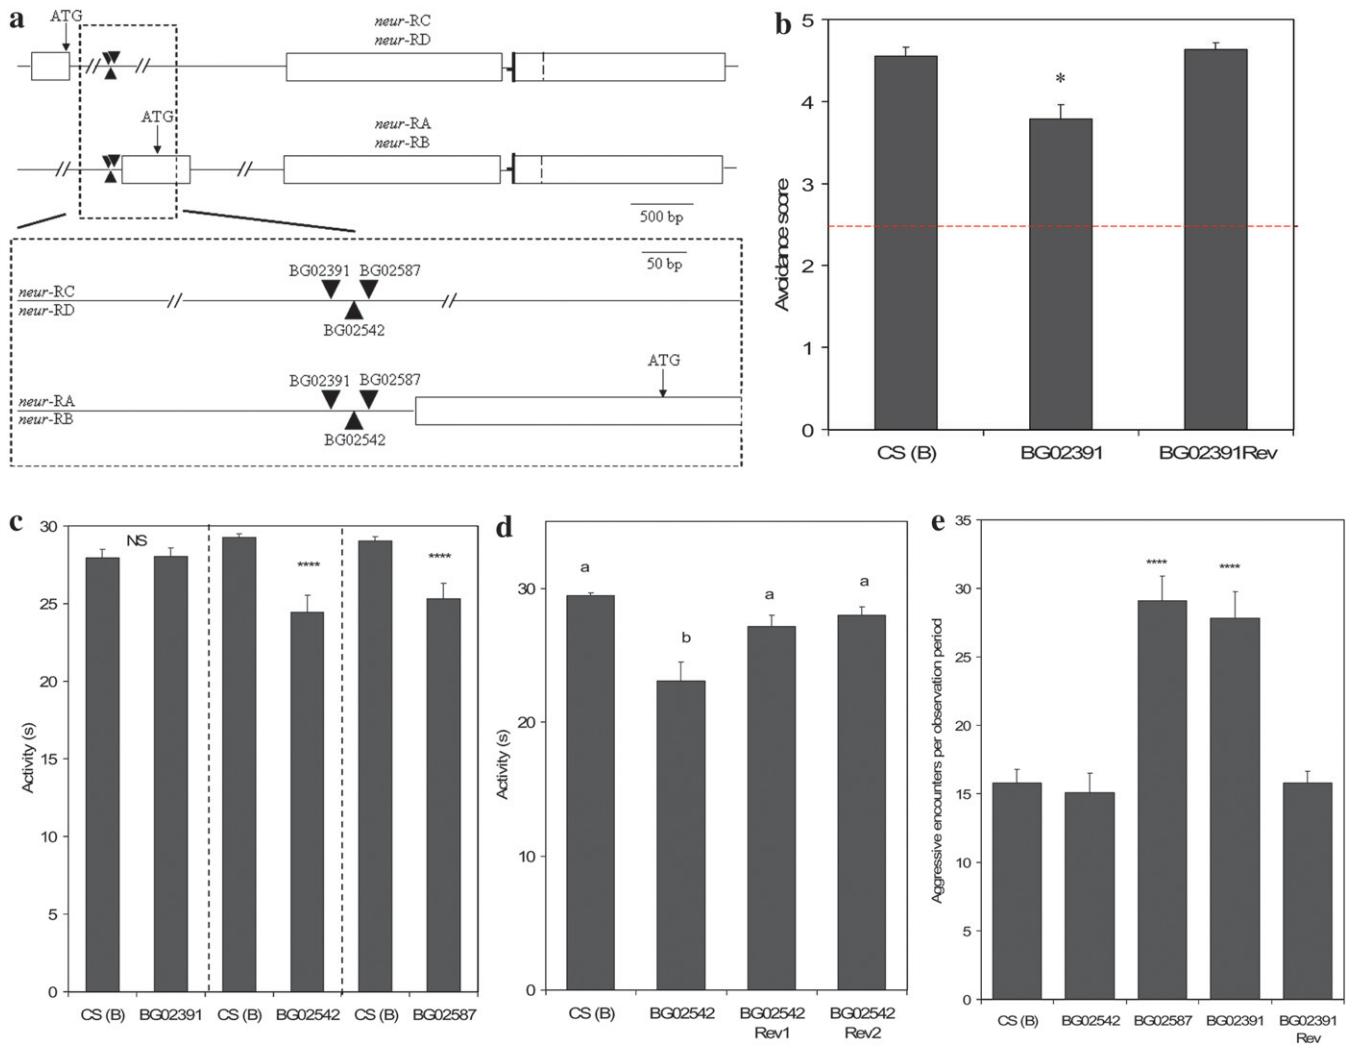 a
ATG
neur-RC
neur-RD
ATG
neur-RA
neur-RB
500 bp
50 bp
BG02391 BG02587
neur-RC
neur-RD
BG02542
ATG
BG02391 BG02587
neur-RA
neur-RB
BG02542
b
5
4
3
2
1
0
Avoidance score
*
CS (B) BG02391 BG02391Rev
c
30
25
20
15
10
5
0
Activity (s)
NS
****
****
CS (B) BG02391 CS (B) BG02542 CS (B) BG02587
d
30
20
10
0
Activity (s)
a
b
a
a
CS (B) BG02542 BG02542 BG02542
Rev1 Rev2
e
35
30
25
20
15
10
5
0
Aggressive encounters per observation period
****
****
CS (B) BG02542 BG02587 BG02391 BG02391
Rev